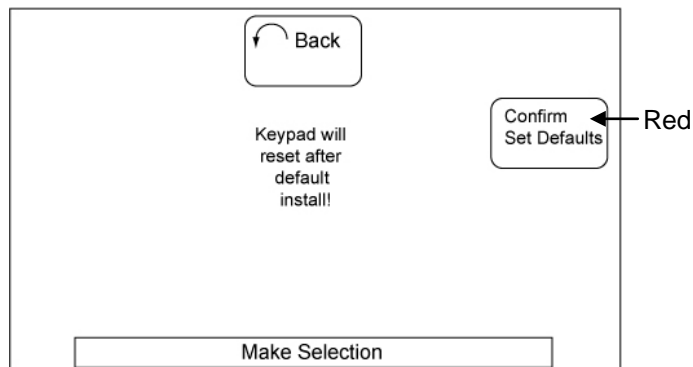 Back
Confirm
Set Defaults
Red
Keypad will
reset after
default
install!
Make Selection